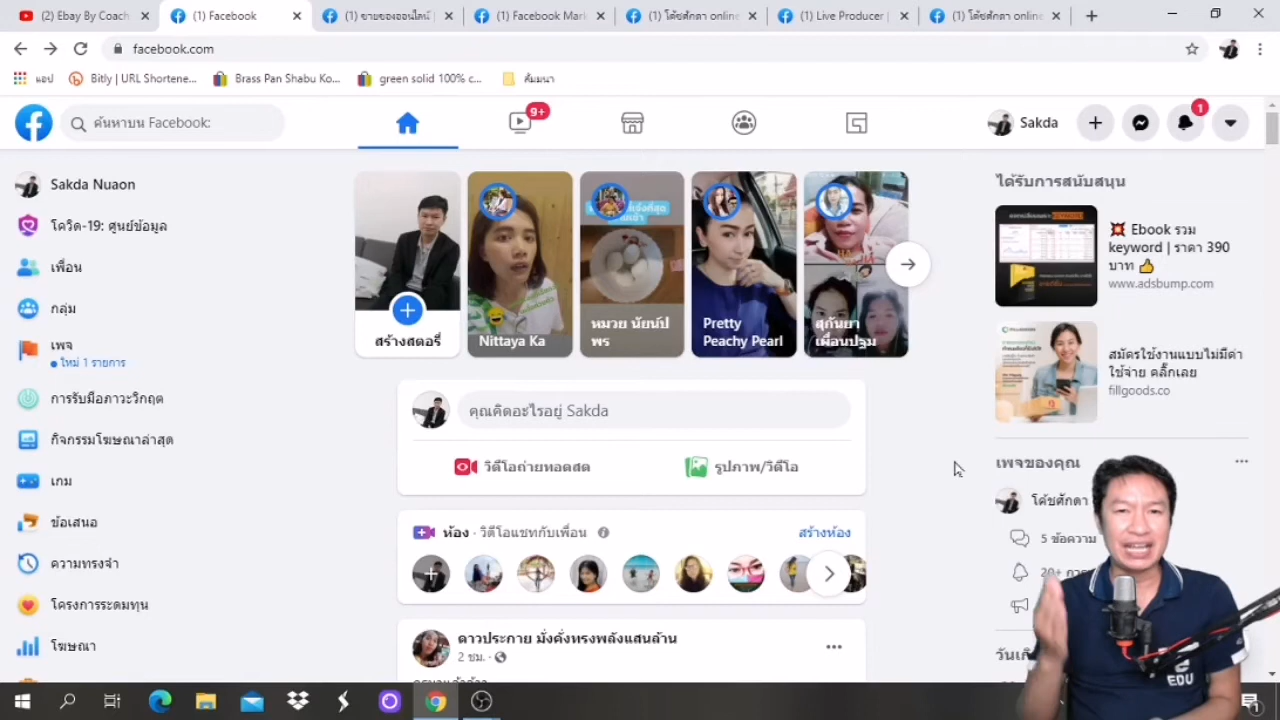 (2) Ebay By Coach
(1) Facebook
(1) ขายของออนไลน์
(1) Facebook Mar
(1) โค้ชศักดา online
(1) Live Producer
(1) โค้ชศักดา online
facebook.com
แอป
Bitly | URL Shortene...
Brass Pan Shabu Ko...
green solid 100% c...
สัมมนา
ค้นหาบน Facebook:
9+
Sakda
1
Sakda Nuaon
โควิด-19: ศูนย์ข้อมูล
เพื่อน
กลุ่ม
เพจ
ใหม่ 1 รายการ
การรับมือภาวะวิกฤต
กิจกรรมโฆษณาล่าสุด
เกม
ข้อเสนอ
ความทรงจำ
โครงการระดมทุน
โฆษณา
สร้างสตอรี่
Nittaya Ka
หมวย นัยน์ปพร
Pretty
Peachy Pearl
สุกันยา
เผื่อนปฐม
คุณคิดอะไรอยู่ Sakda
วิดีโอถ่ายทอดสด
รูปภาพ/วิดีโอ
ห้อง · วิดีโอแชทกับเพื่อน
สร้างห้อง
ดาวประกาย มั่งคั่งทรงพลังแสนล้าน
2 ชม. ·
ได้รับการสนับสนุน
Ebook รวม
keyword | ราคา 390
บาท
www.adsbump.com
สมัครใช้งานแบบไม่มีค่า
ใช้จ่าย คลิ๊กเลย
fillgoods.co
เพจของคุณ
โค้ชศักดา
5 ข้อความ
20+
EDU
1